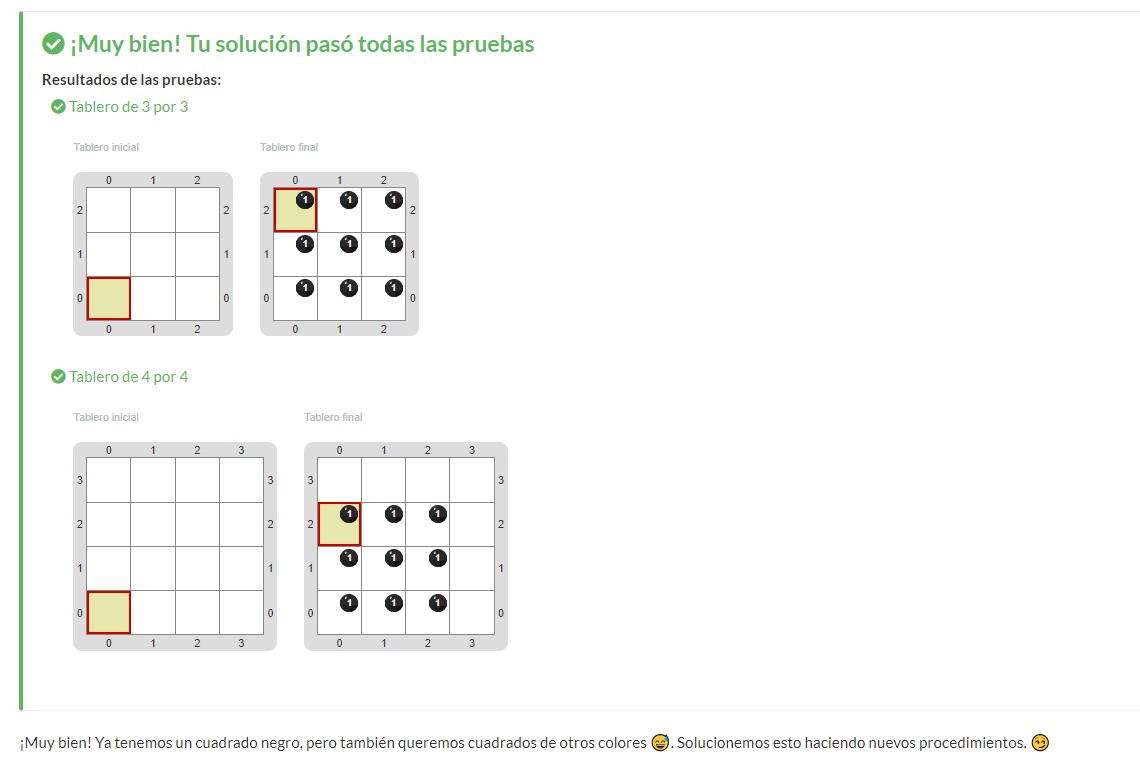 ¡Muy bien! Tu solución pasó todas las pruebas
Resultados de las pruebas:
Tablero de 3 por 3
Tablero inicial Tablero final
0 1 2 0 1 2
2 2 2 1 1 1 2
1 1 1 1 1 1 1
0 0 0 1 1 1 0
0 1 2 0 1 2
Tablero de 4 por 4
Tablero inicial Tablero final
0 1 2 3 0 1 2 3
3 3 3 3
2 2 2 1 1 1 2
1 1 1 1 1 1 1
0 0 0 1 1 1 0
0 1 2 3 0 1 2 3
¡Muy bien! Ya tenemos un cuadrado negro, pero también queremos cuadrados de otros colores 😅. Solucionemos esto haciendo nuevos procedimientos. 😏